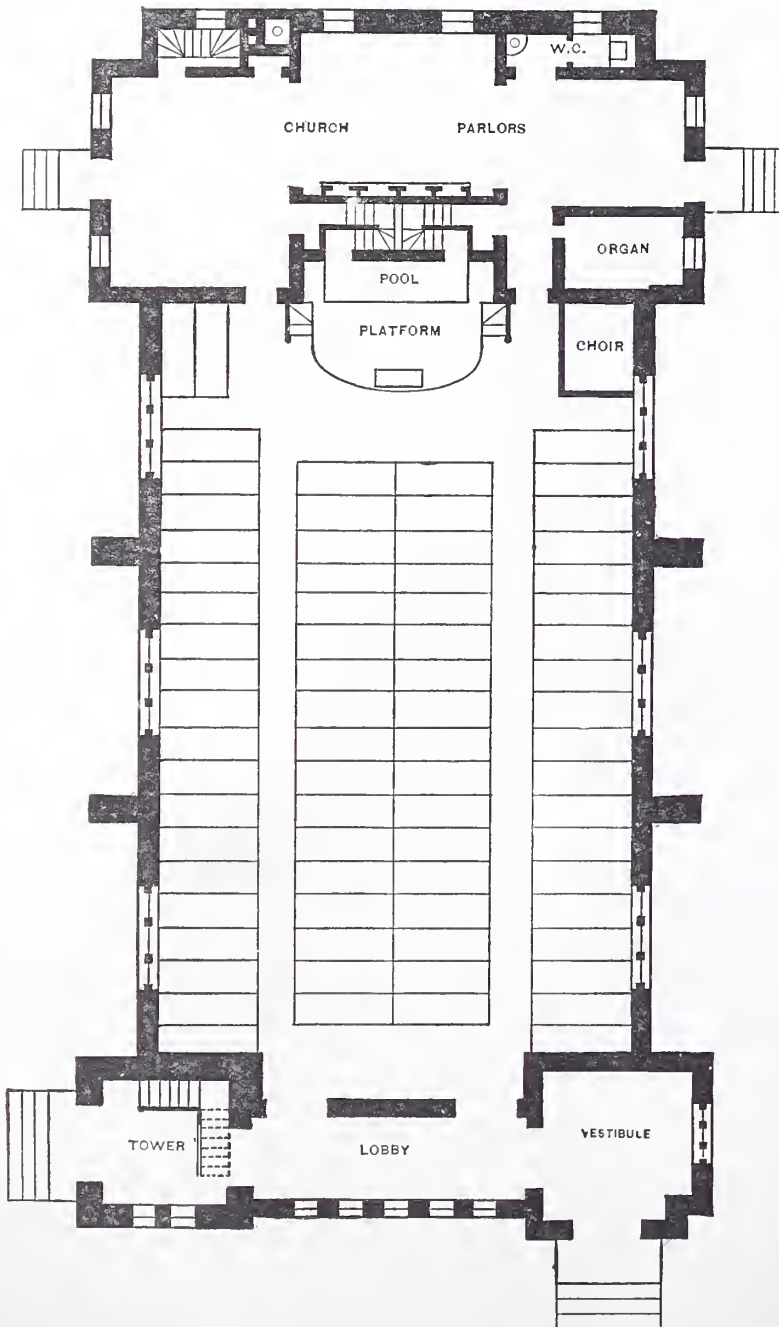 W.C.
CHURCH PARLORS
ORGAN
POOL
PLATFORM
CHOIR
TOWER
LOBBY
VESTIBULE